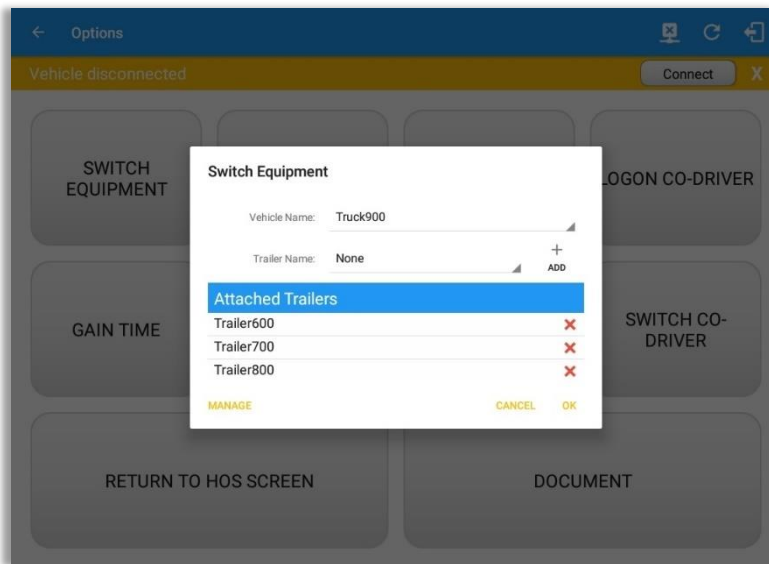 Options
Vehicle disconnected
Connect
X
SWITCH
EQUIPMENT
LOGON CO-DRIVER
Switch Equipment
Vehicle Name: Truck900
Trailer Name: None
ADD
Attached Trailers
Trailer600
Trailer700
Trailer800
MANAGE
CANCEL
OK
GAIN TIME
SWITCH CO-
DRIVER
RETURN TO HOS SCREEN
DOCUMENT